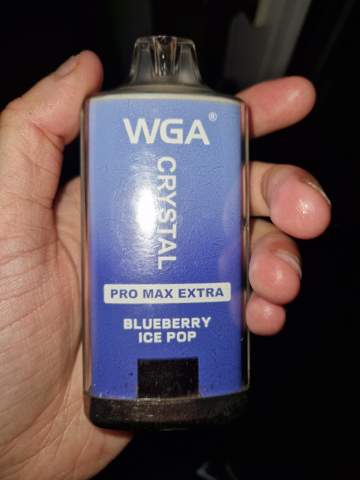 WGA®
CRYSTAL
PRO MAX EXTRA
BLUEBERRY
ICE POP